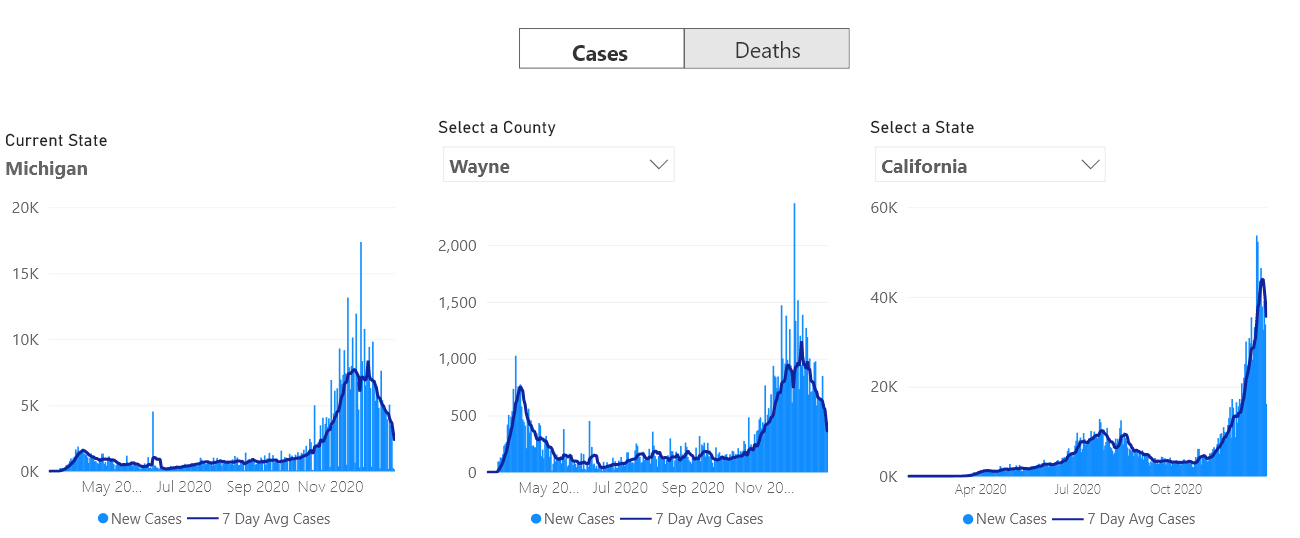 Cases
Deaths
Current State
Michigan
20K
15K
10K
5K
0K
May 20...
Jul 2020
Sep 2020
Nov 2020
New Cases
7 Day Avg Cases
Select a County
Wayne
2,000
1,500
1,000
500
0
May 20...
Jul 2020
Sep 2020
Nov 20...
New Cases
7 Day Avg Cases
Select a State
California
60K
40K
20K
0K
Apr 2020
Jul 2020
Oct 2020
New Cases
7 Day Avg Cases